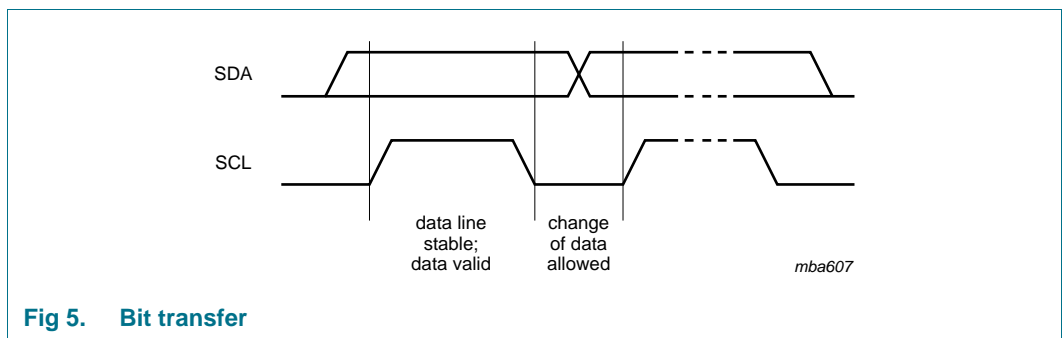 SDA
SCL
data line
stable;
data valid
change
of data
allowed
mba607
Fig 5. Bit transfer